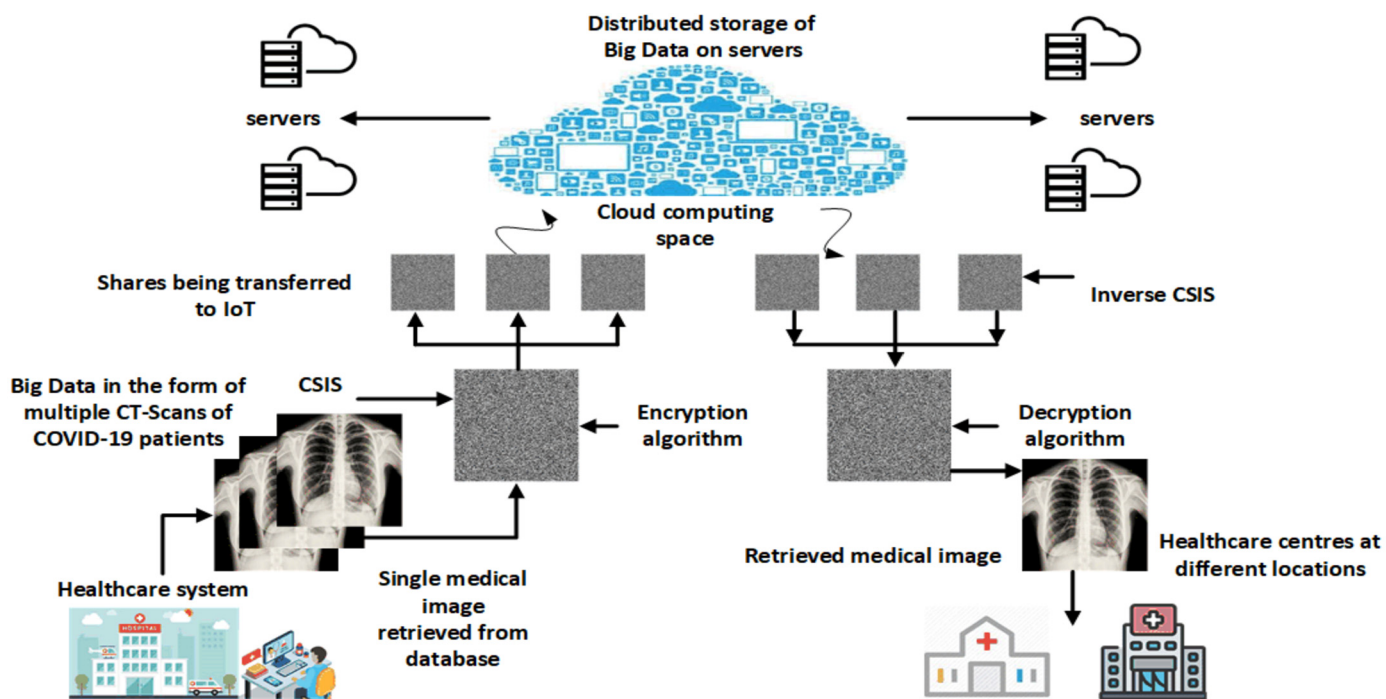 Distributed storage of
Big Data on servers
servers
servers
Cloud computing
space
Shares being transferred
to IoT
Inverse CSIS
Big Data in the form of
multiple CT-Scans of
COVID-19 patients
CSIS
Encryption
algorithm
Decryption
algorithm
Healthcare system
Single medical
image
retrieved from
database
Retrieved medical image
Healthcare centres at
different locations
HOSPITAL